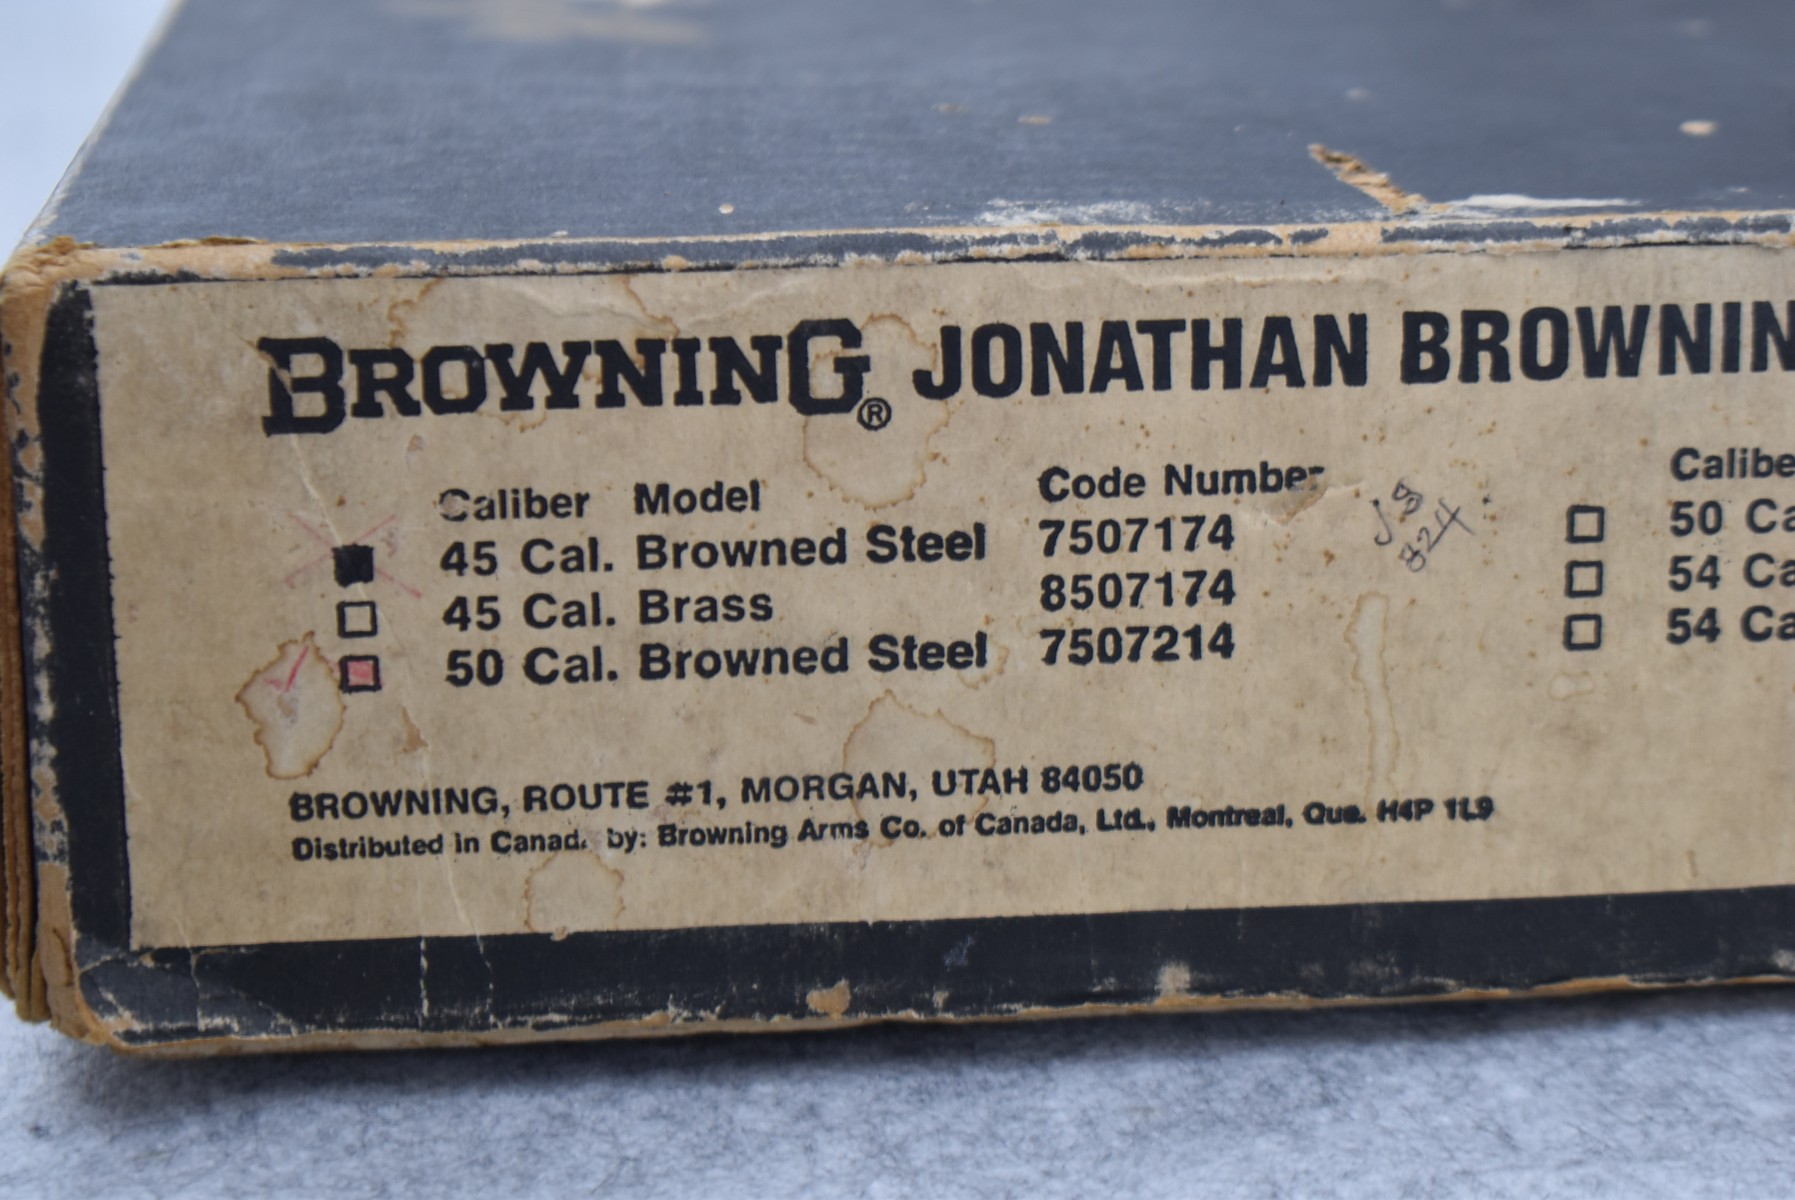 BROWNING® JONATHAN BROWNIN
Caliber Model Code Number
45 Cal. Browned Steel 7507174
45 Cal. Brass 8507174
50 Cal. Browned Steel 7507214
JS
824
Calibe
50 Ca
54 Ca
54 Ca
BROWNING, ROUTE #1, MORGAN, UTAH 84050
Distributed in Canad. by: Browning Arms Co. of Canada, Ltd., Montreal, Que. H4P 1L9